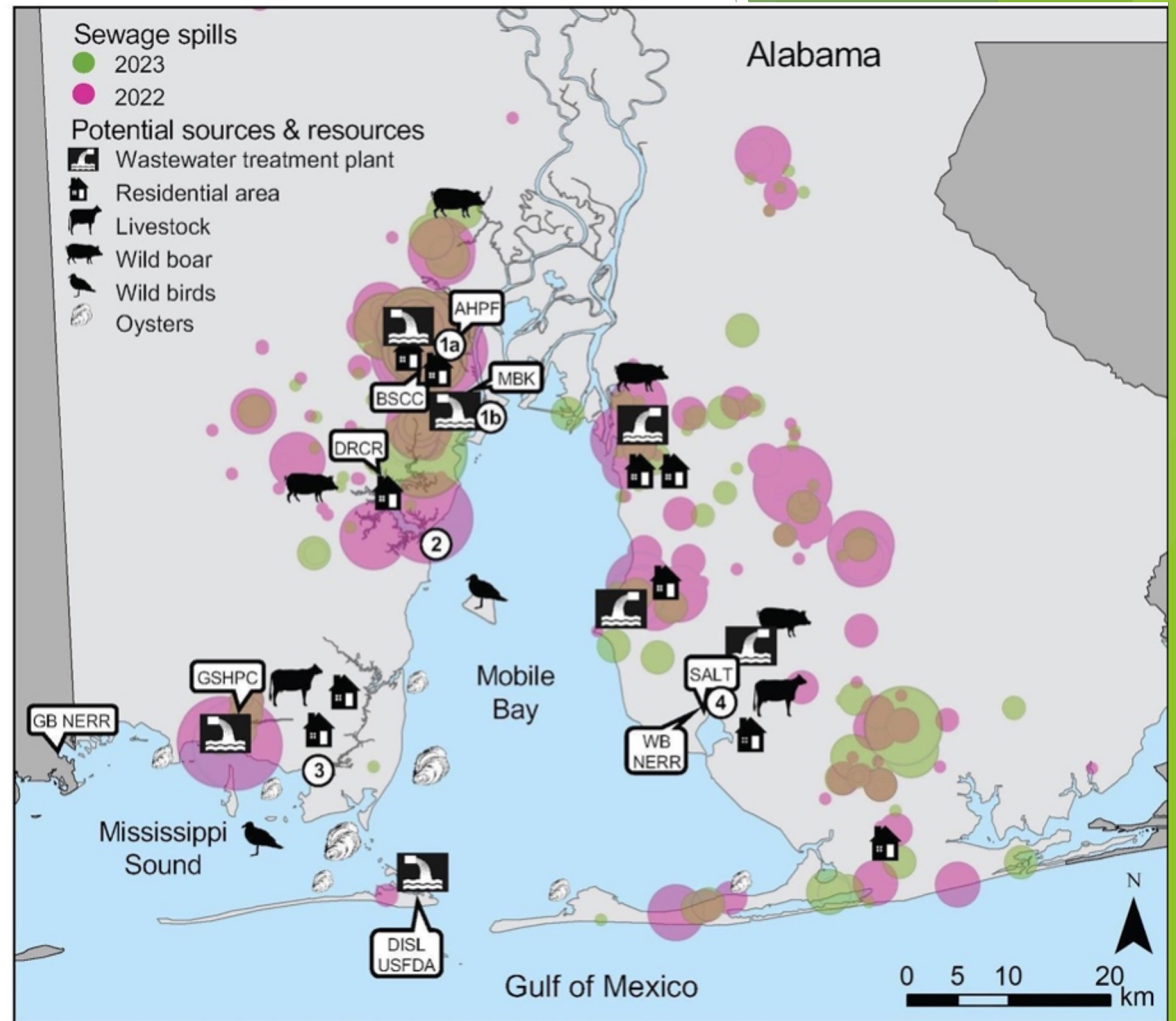 Sewage spills
2023
2022
Potential sources & resources
Wastewater treatment plant
Residential area
Livestock
Wild boar
Wild birds
Oysters
Alabama
AHPF
1a
MBK
BSCC
1b
DRCR
2
Mobile
Bay
GSHPC
GB NERR
SALT
4
WB
NERR
3
Mississippi
Sound
DISL
USFDA
Gulf of Mexico
N
0 5 10 20
km